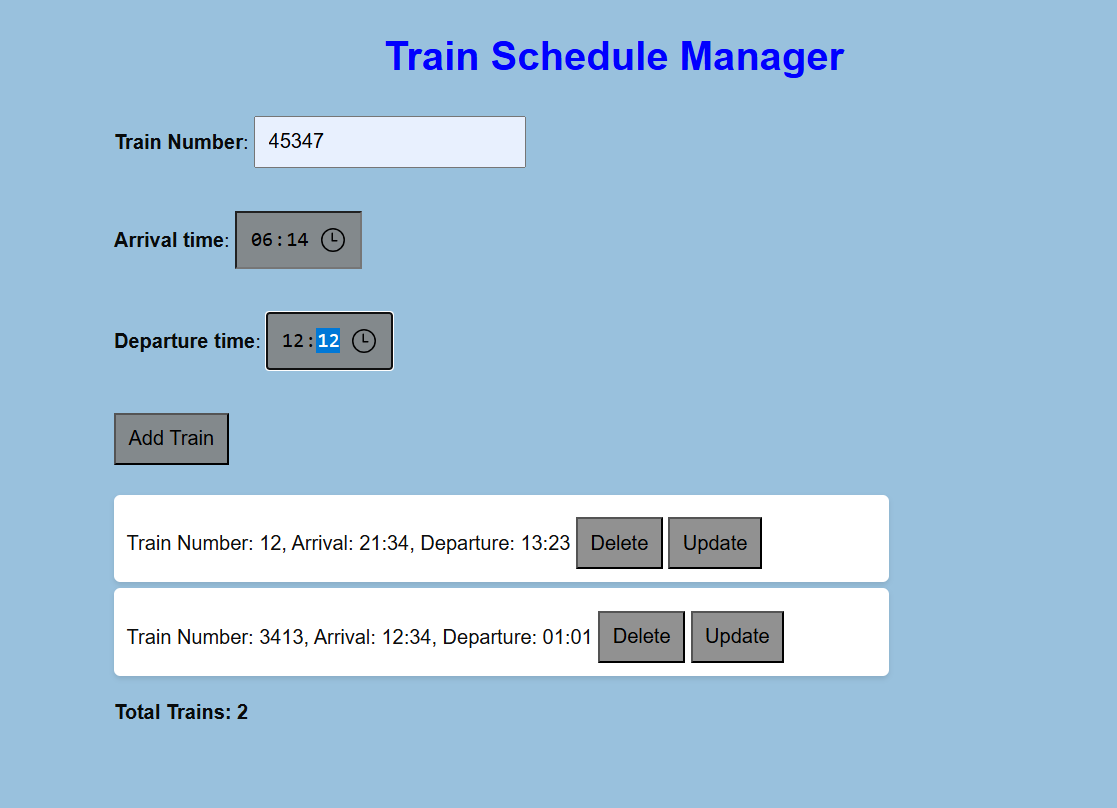 Train Schedule Manager
Train Number: 45347
Arrival time: 06:14
Departure time: 12:12
Add Train
Train Number: 12, Arrival: 21:34, Departure: 13:23 Delete Update
Train Number: 3413, Arrival: 12:34, Departure: 01:01 Delete Update
Total Trains: 2